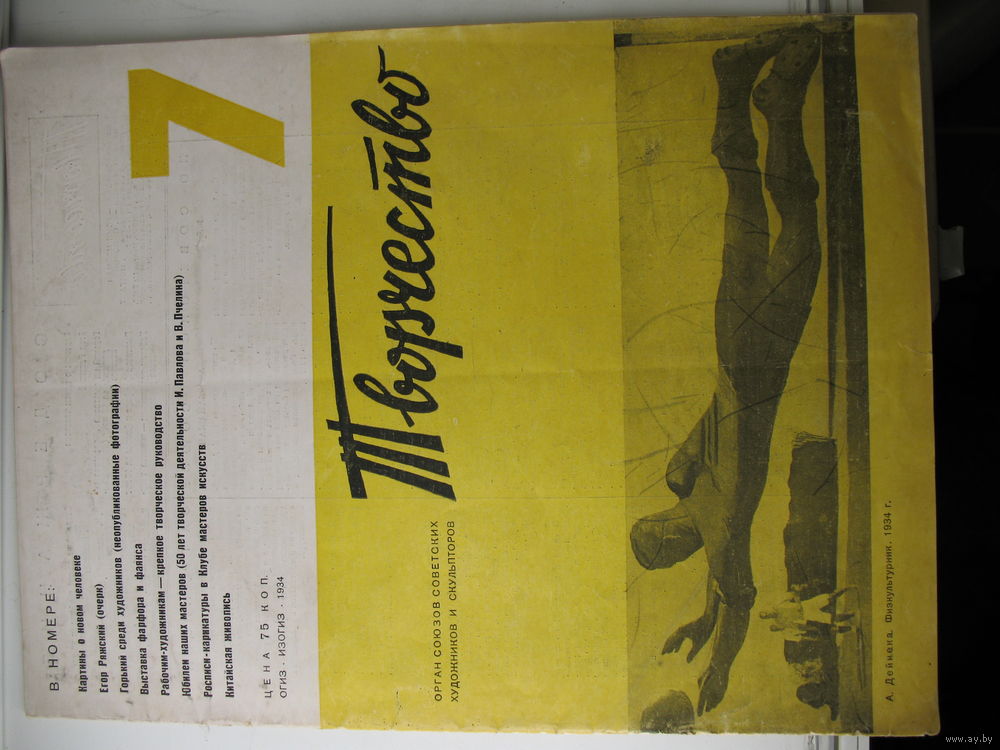 В НОМЕРЕ:
Картины о новом человеке
Егор Ряжский (очерк)
Горький среди художников (неопубликованные фотографии)
Выставка фарфора и фаянса
Рабочим-художникам — крепкое творческое руководство
Юбилеи наших мастеров (50 лет творческой деятельности И. Павлова и В. Пчелина)
Росписи-карикатуры в Клубе мастеров искусств
Китайская живопись
7
ЦЕНА 75 КОП.
ОГИЗ · ИЗОГИЗ · 1934
Творчество
ОРГАН СОЮЗОВ СОВЕТСКИХ
ХУДОЖНИКОВ И СКУЛЬПТОРОВ
А. Дейнека. Физкультурник. 1934 г.
www.ay.by